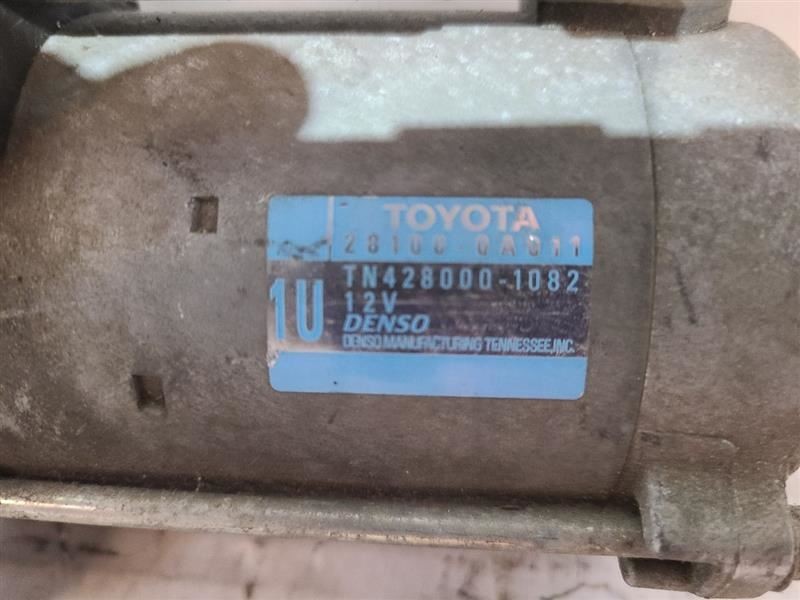 TOYOTA
28100-0A011
TN428000-1082
12V
1U
DENSO
DENSO MANUFACTURING TENNESSEE,INC.